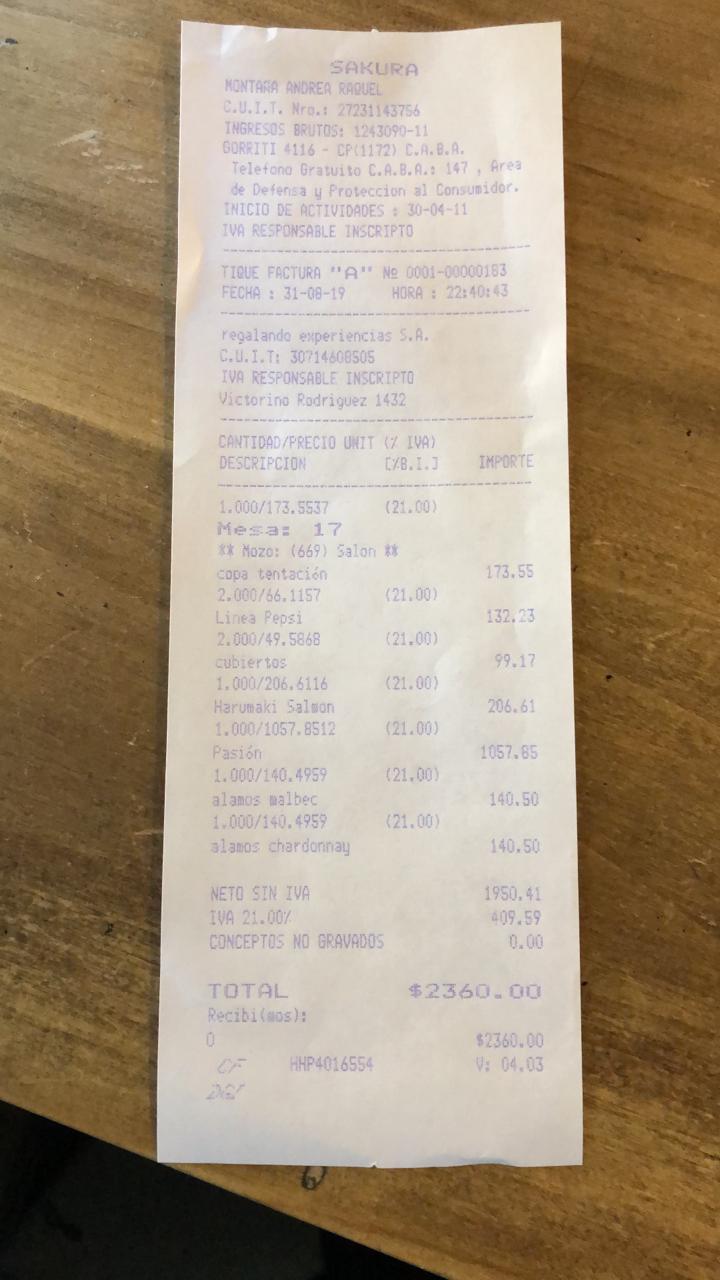 SAKURA
MONTAÑA ANDREA RAQUEL
C.U.I.T. Nro.: 27231143756
INGRESOS BRUTOS: 1243090-11
GORRITI 4116 - CP(1172) C.A.B.A.
Telefono Gratuito C.A.B.A.: 147 , Area
de Defensa y Proteccion al Consumidor.
INICIO DE ACTIVIDADES : 30-04-11
IVA RESPONSABLE INSCRIPTO
TIQUE FACTURA "A" Nº 0001-00000183
FECHA : 31-08-19 HORA : 22:40:43
regalando experiencias S.A.
C.U.I.T: 30714608505
IVA RESPONSABLE INSCRIPTO
Victorino Rodriguez 1432
CANTIDAD/PRECIO UNIT (% IVA)
DESCRIPCION [%B.I.] IMPORTE
1.000/173.5537 (21.00)
Mesa: 17
** Mozo: (669) Salon **
copa tentación 173.55
2.000/66.1157 (21.00)
Linea Pepsi 132.23
2.000/49.5868 (21.00)
cubiertos 99.17
1.000/206.6116 (21.00)
Harumaki Salmon 206.61
1.000/1057.8512 (21.00)
Pasión 1057.85
1.000/140.4959 (21.00)
alamos malbec 140.50
1.000/140.4959 (21.00)
alamos chardonnay 140.50
NETO SIN IVA 1950.41
IVA 21.00% 409.59
CONCEPTOS NO GRAVADOS 0.00
TOTAL $2360.00
Recibi(mos):
0 $2360.00
CF HHP4016554 V: 04.03
DGI